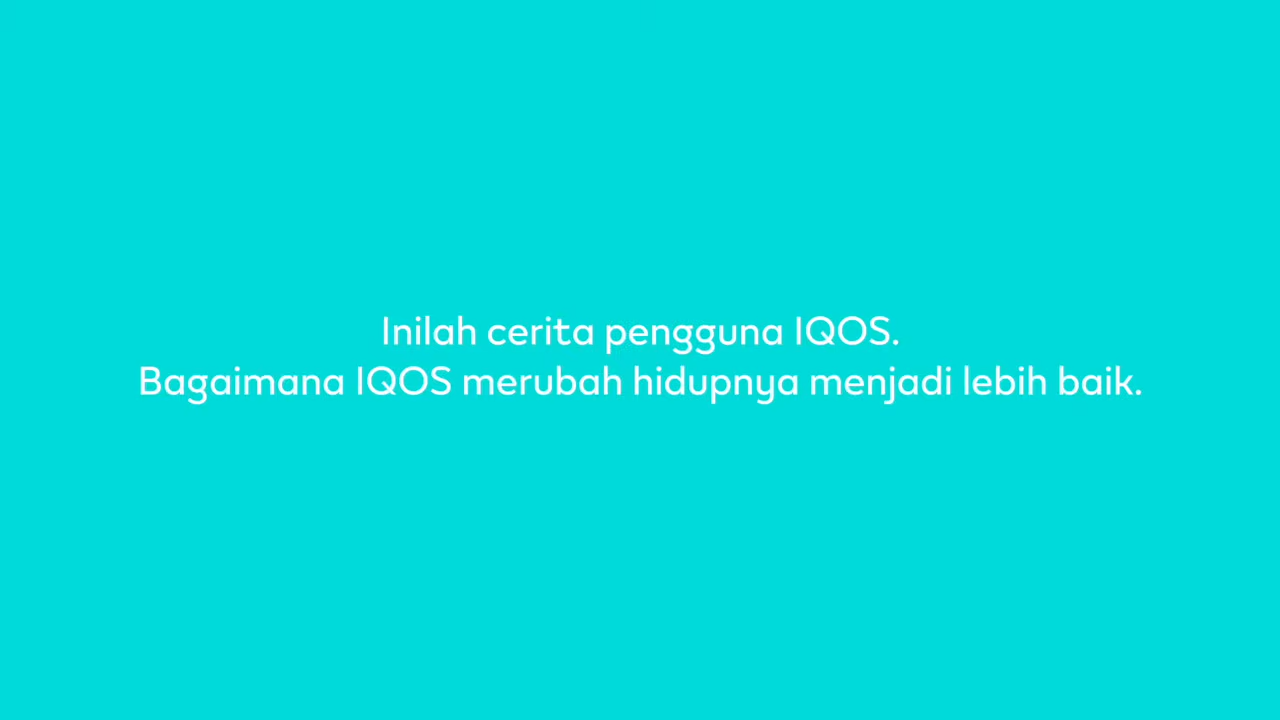 Inilah cerita pengguna IQOS.
Bagaimana IQOS merubah hidupnya menjadi lebih baik.